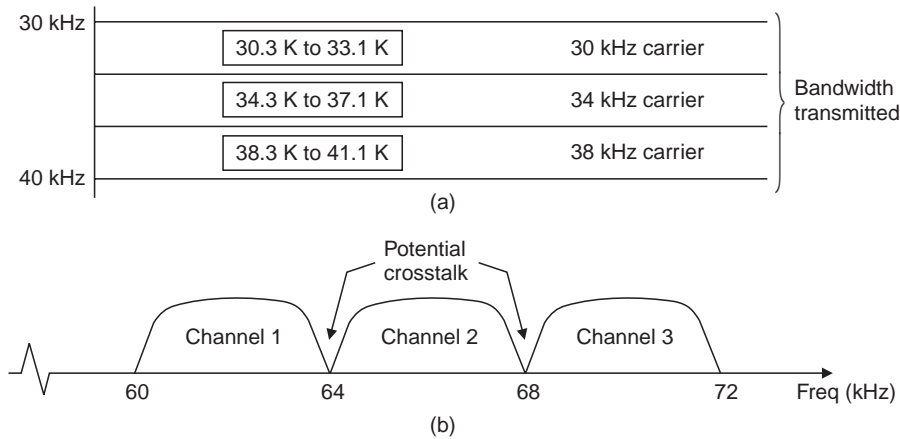 30 kHz
30.3 K to 33.1 K 30 kHz carrier
34.3 K to 37.1 K 34 kHz carrier
Bandwidth
transmitted
38.3 K to 41.1 K 38 kHz carrier
40 kHz
(a)
Potential
crosstalk
Channel 1 Channel 2 Channel 3
60 64 68 72 Freq (kHz)
(b)